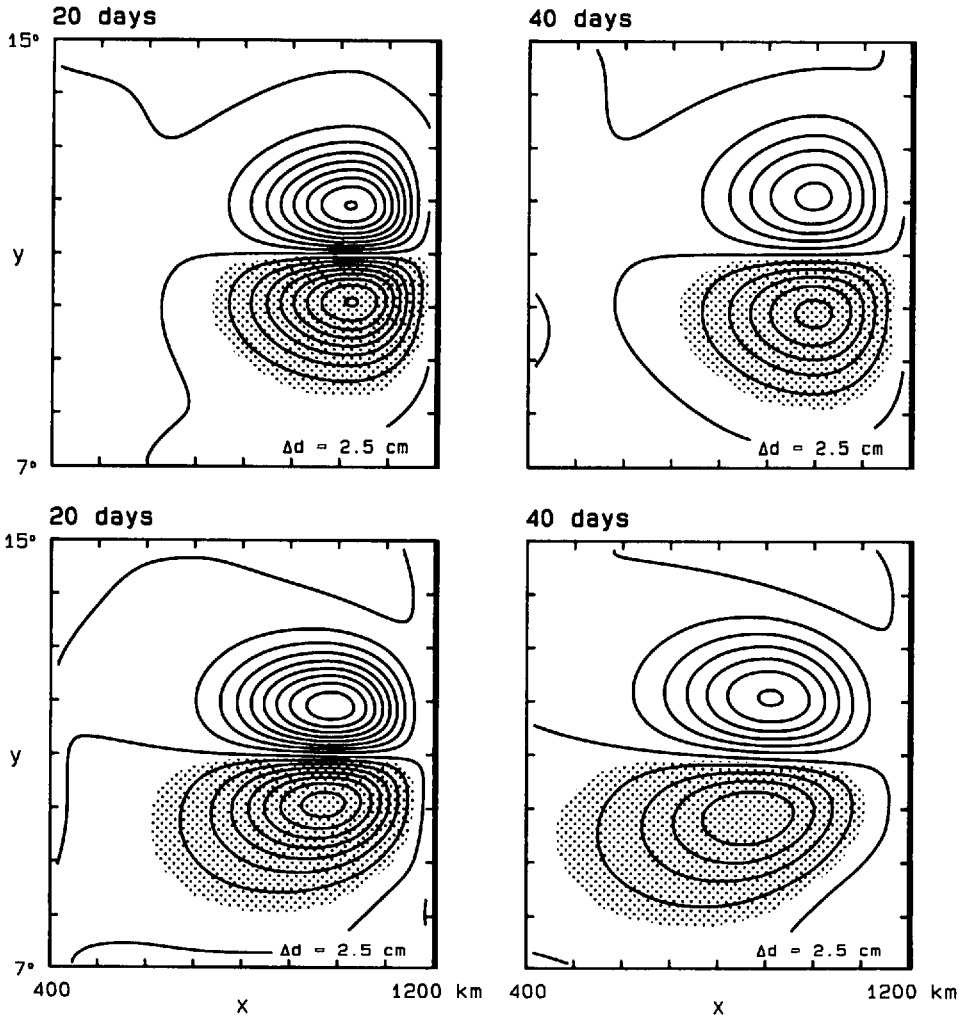 20 days
40 days
15°
y
7°
Δd = 2.5 cm
Δd = 2.5 cm
20 days
40 days
15°
y
7°
Δd = 2.5 cm
Δd = 2.5 cm
400
1200 km
400
1200 km
x
x